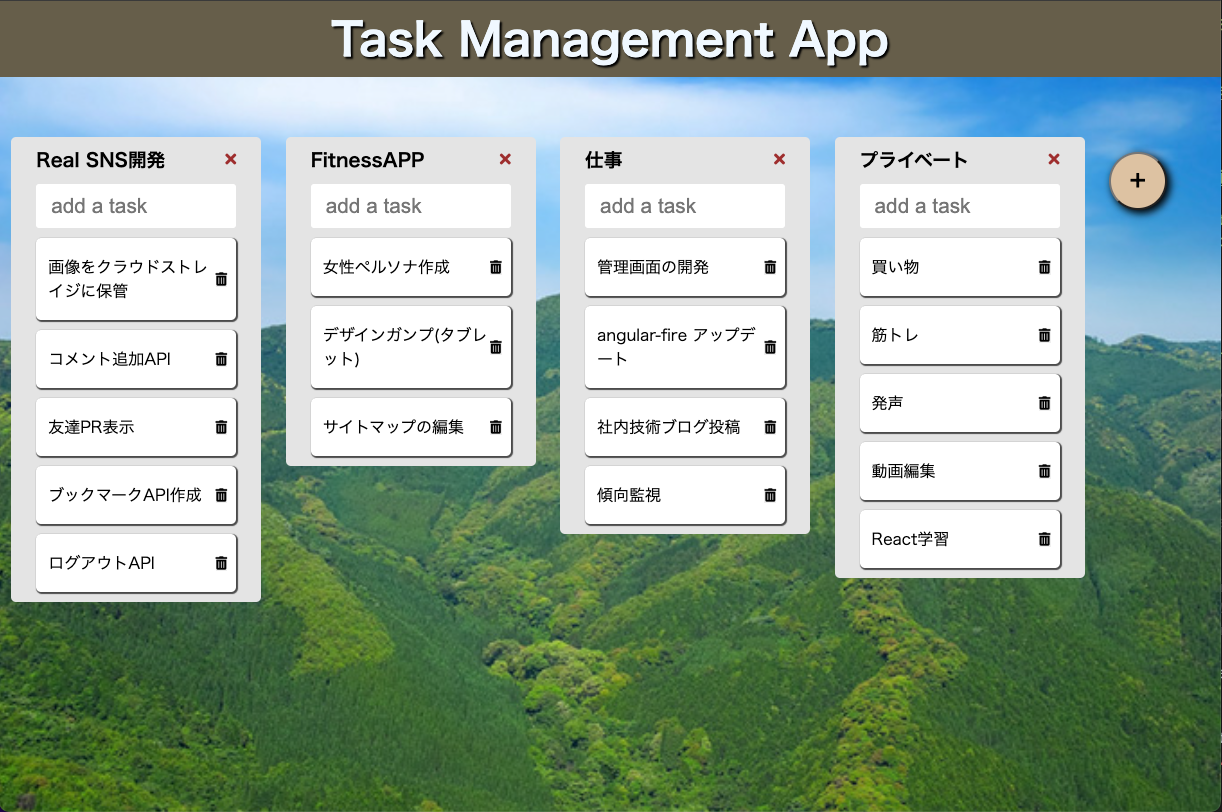 Task Management App
Real SNS開発
add a task
画像をクラウドストレ
イジに保管
コメント追加API
友達PR表示
ブックマークAPI作成
ログアウトAPI
FitnessAPP
add a task
女性ペルソナ作成
デザインガンプ(タブレ
ット)
サイトマップの編集
仕事
add a task
管理画面の開発
angular-fire アップデ
ート
社内技術ブログ投稿
傾向監視
プライベート
add a task
買い物
筋トレ
発声
動画編集
React学習
+